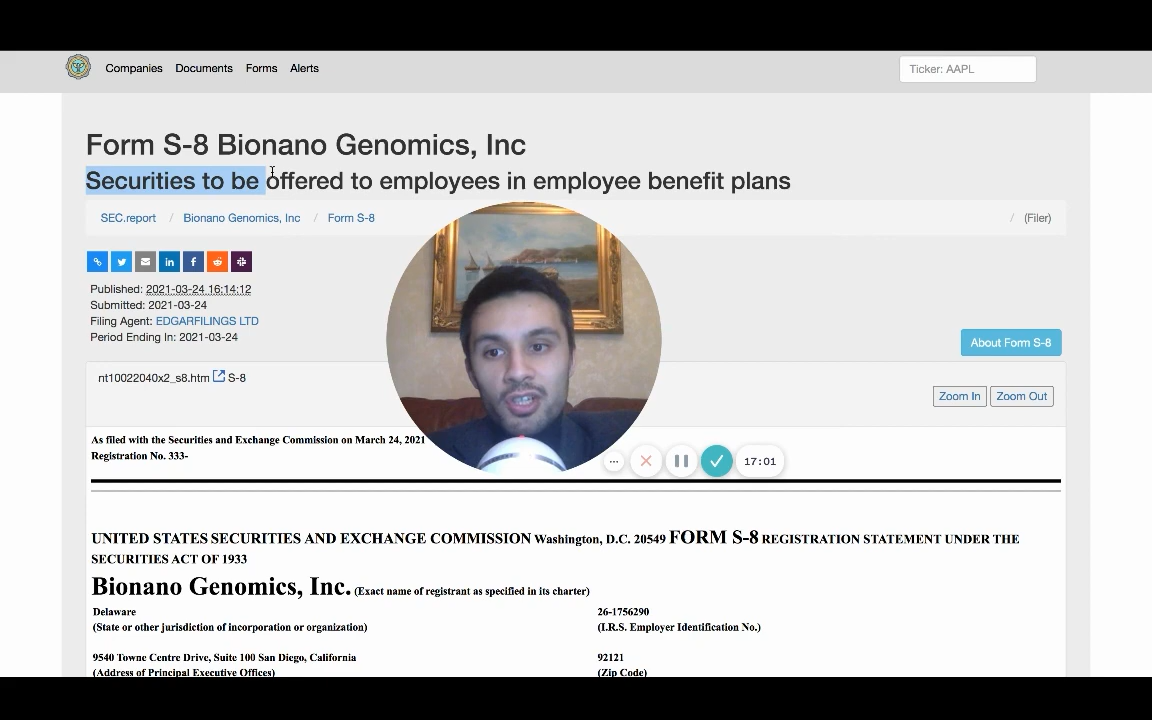 Companies Documents Forms Alerts Ticker: AAPL
Form S-8 Bionano Genomics, Inc
Securities to be offered to employees in employee benefit plans
SEC.report / Bionano Genomics, Inc / Form S-8 / (Filer)
Published: 2021-03-24 16:14:12
Submitted: 2021-03-24
Filing Agent: EDGARFILINGS LTD
Period Ending In: 2021-03-24
About Form S-8
nt10022040x2_s8.htm S-8
Zoom In Zoom Out
As filed with the Securities and Exchange Commission on March 24, 2021
Registration No. 333-
17:01
UNITED STATES SECURITIES AND EXCHANGE COMMISSION Washington, D.C. 20549 FORM S-8 REGISTRATION STATEMENT UNDER THE
SECURITIES ACT OF 1933
Bionano Genomics, Inc. (Exact name of registrant as specified in its charter)
Delaware 26-1756290
(State or other jurisdiction of incorporation or organization) (I.R.S. Employer Identification No.)
9540 Towne Centre Drive, Suite 100 San Diego, California 92121
(Address of Principal Executive Offices) (Zip Code)